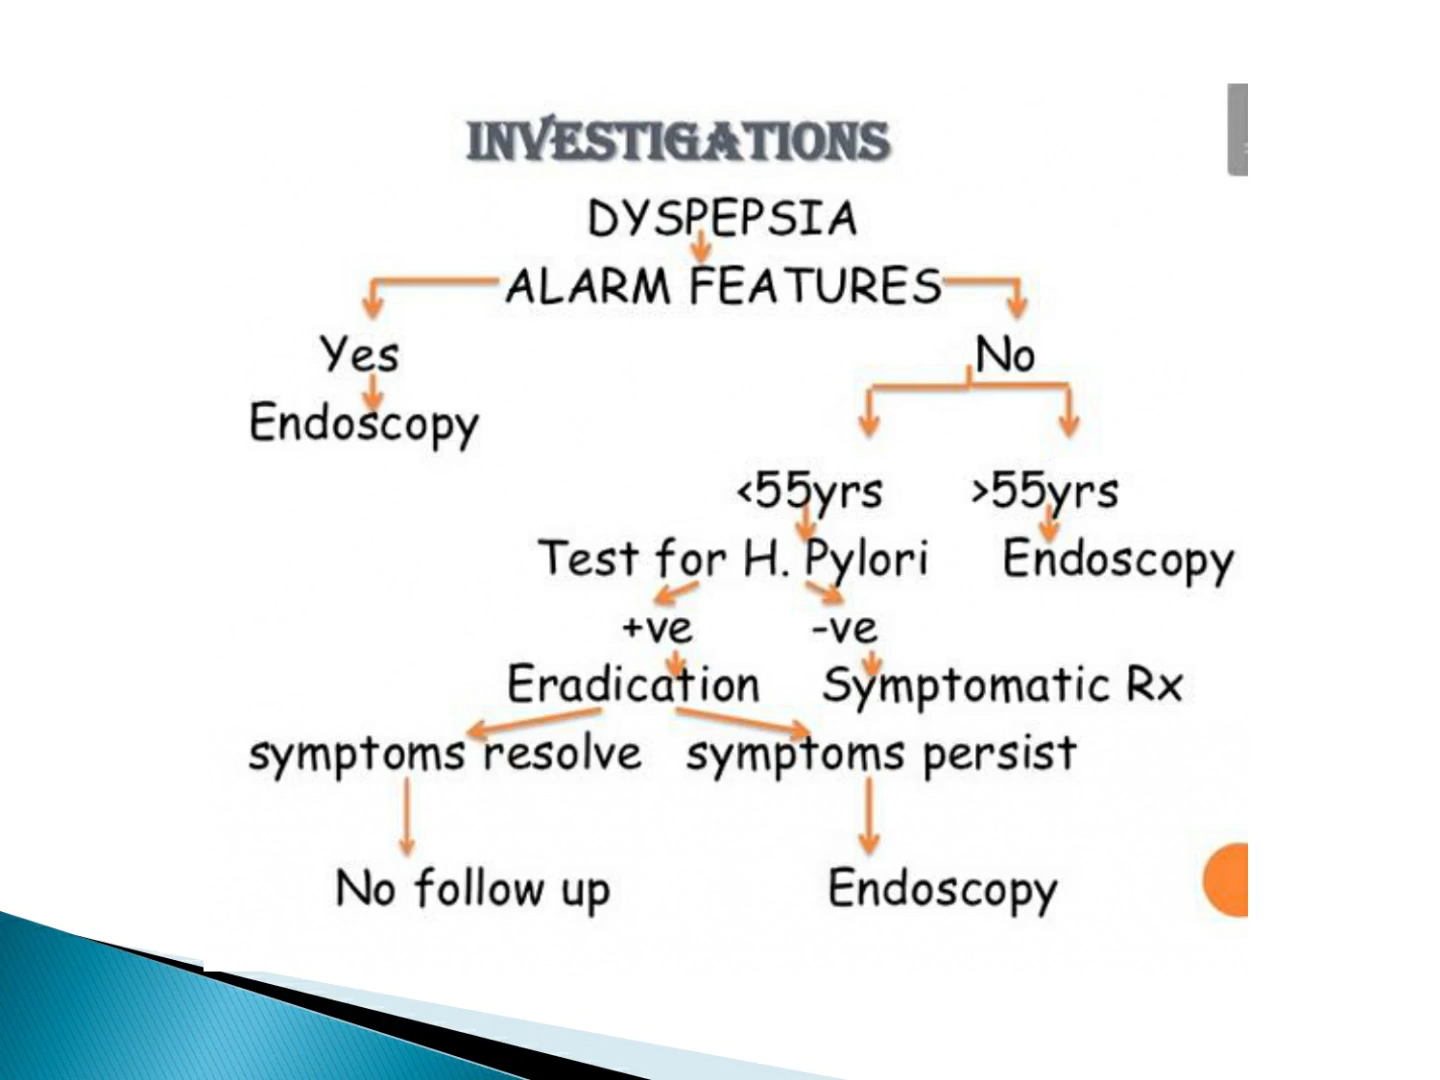 INVESTIGATIONS
DYSPEPSIA
ALARM FEATURES
Yes No
Endoscopy
<55yrs >55yrs
Test for H. Pylori Endoscopy
+ve -ve
Eradication Symptomatic Rx
symptoms resolve symptoms persist
No follow up Endoscopy